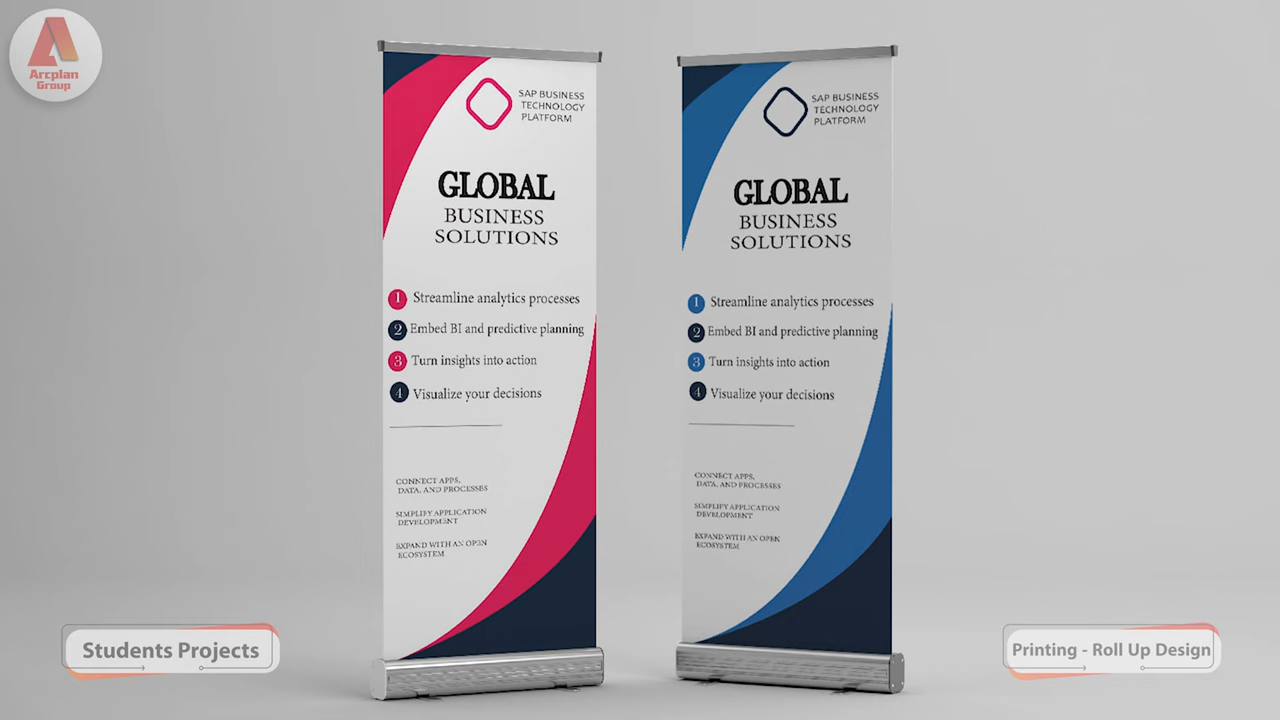 Arcplan
Group
SAP BUSINESS
TECHNOLOGY
PLATFORM
GLOBAL
BUSINESS
SOLUTIONS
1 Streamline analytics processes
2 Embed BI and predictive planning
3 Turn insights into action
4 Visualize your decisions
CONNECT APPS,
DATA, AND PROCESSES
SIMPLIFY APPLICATION
DEVELOPMENT
EXPAND WITH AN OPEN
ECOSYSTEM
SAP BUSINESS
TECHNOLOGY
PLATFORM
GLOBAL
BUSINESS
SOLUTIONS
1 Streamline analytics processes
2 Embed BI and predictive planning
3 Turn insights into action
4 Visualize your decisions
CONNECT APPS,
DATA, AND PROCESSES
SIMPLIFY APPLICATION
DEVELOPMENT
EXPAND WITH AN OPEN
ECOSYSTEM
Students Projects
Printing - Roll Up Design